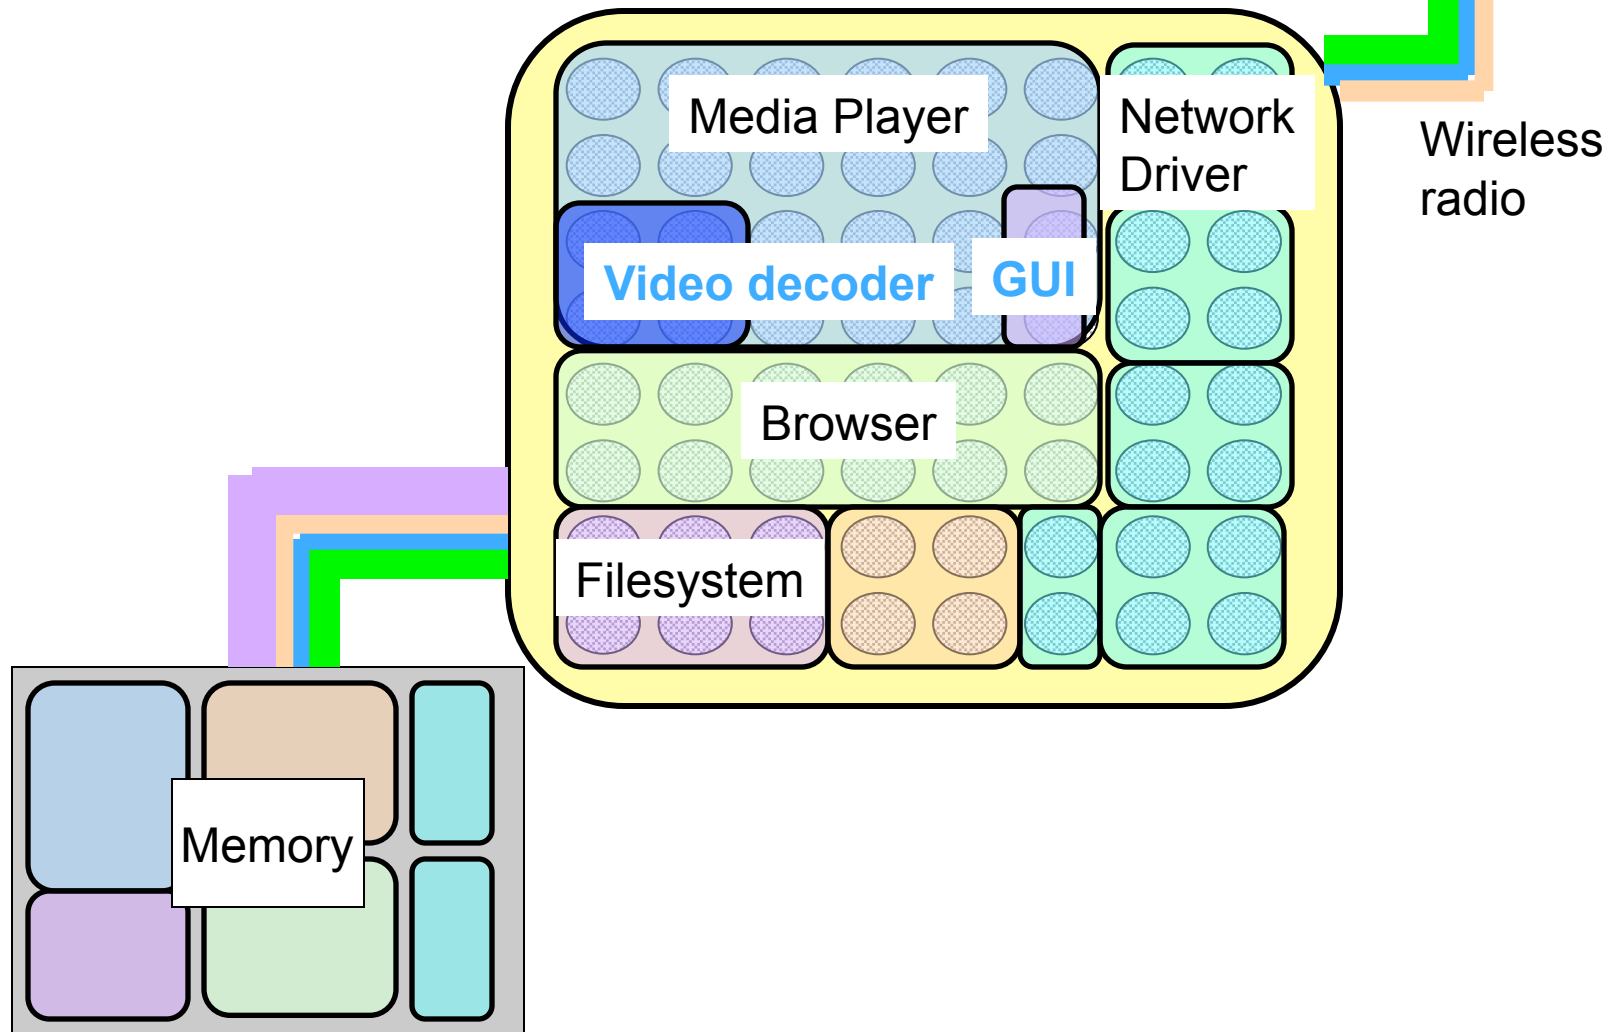 Media Player
Network
Driver
Wireless
radio
Video decoder
GUI
Browser
Filesystem
Memory